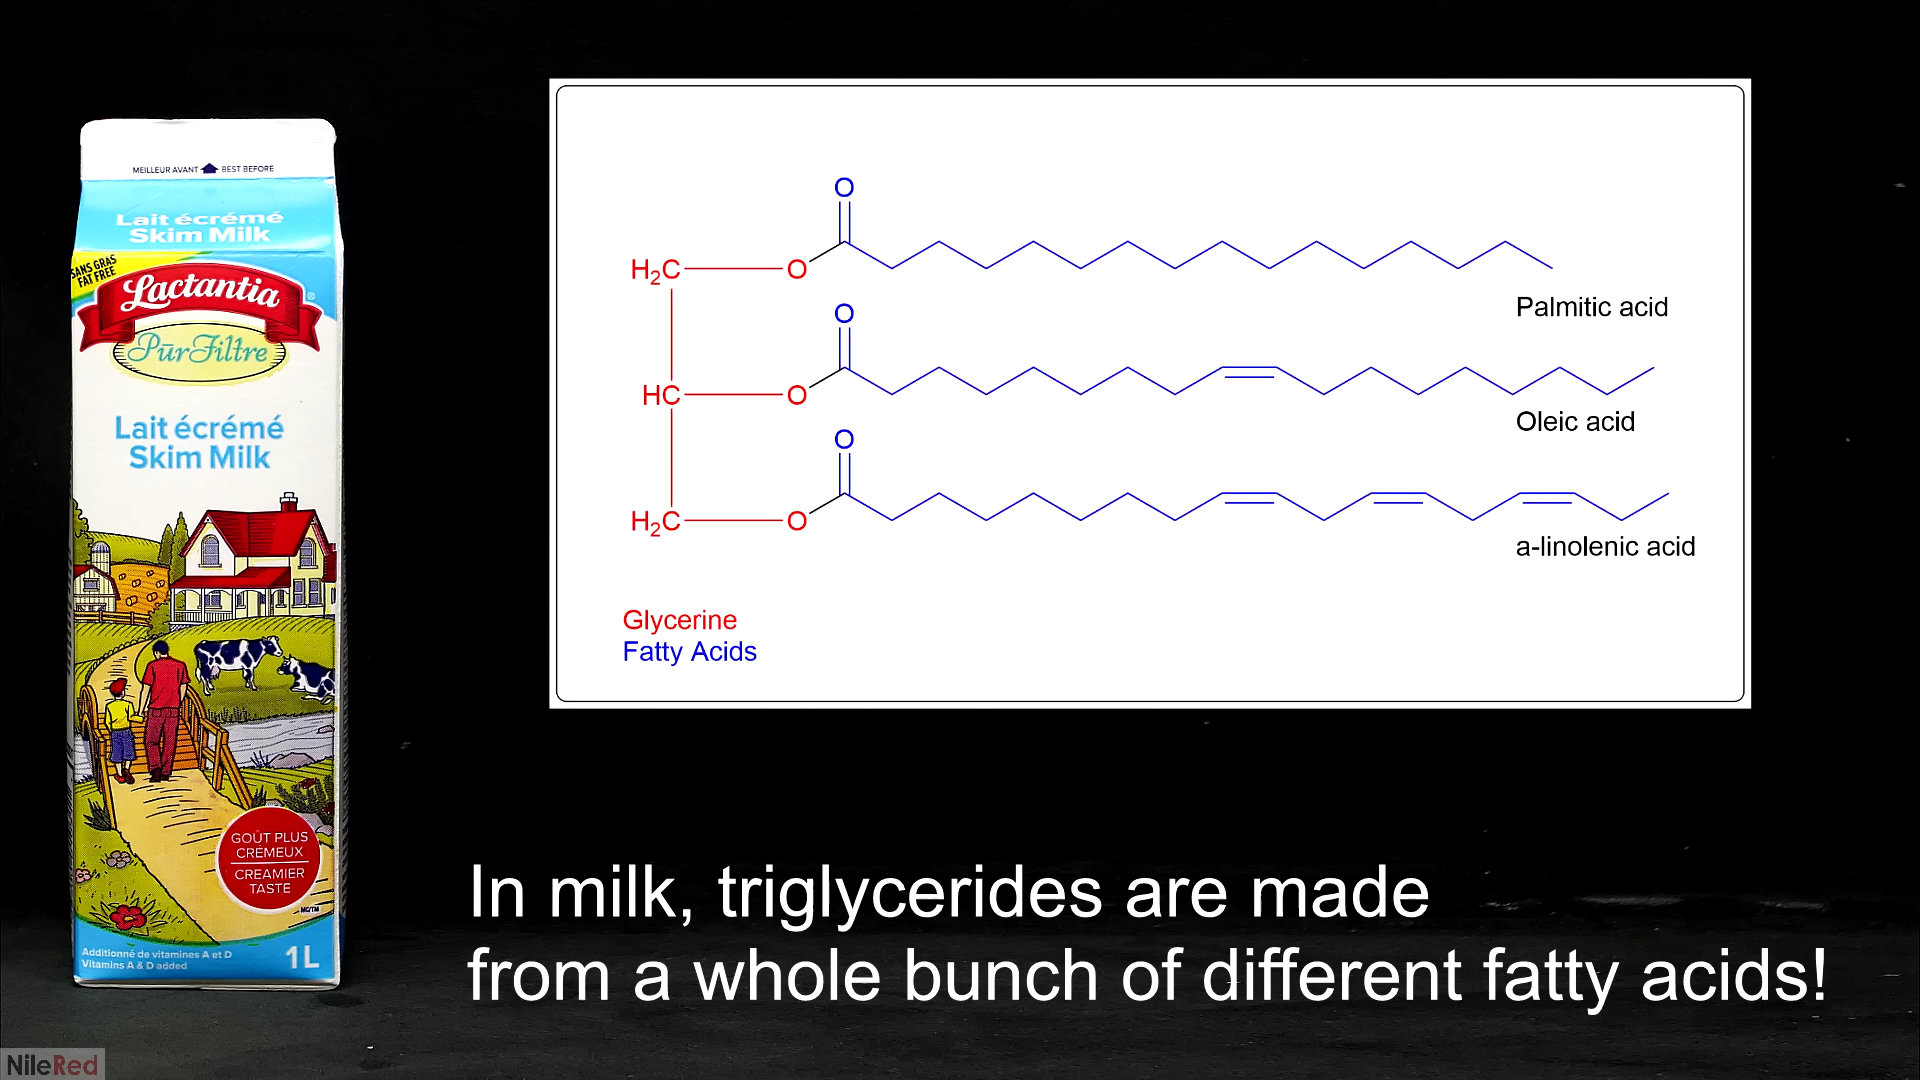 MEILLEUR AVANT BEST BEFORE
Lait écrémé
Skim Milk
SANS GRAS
FAT FREE
Lactantia®
PūrFiltre
Lait écrémé
Skim Milk
GOÛT PLUS
CRÉMEUX
CREAMIER
TASTE
MC/TM
Additionné de vitamines A et D
Vitamins A & D added
1L
O
H₂C O
Palmitic acid
O
HC O
Oleic acid
O
H₂C O
a-linolenic acid
Glycerine
Fatty Acids
In milk, triglycerides are made
from a whole bunch of different fatty acids!
NileRed